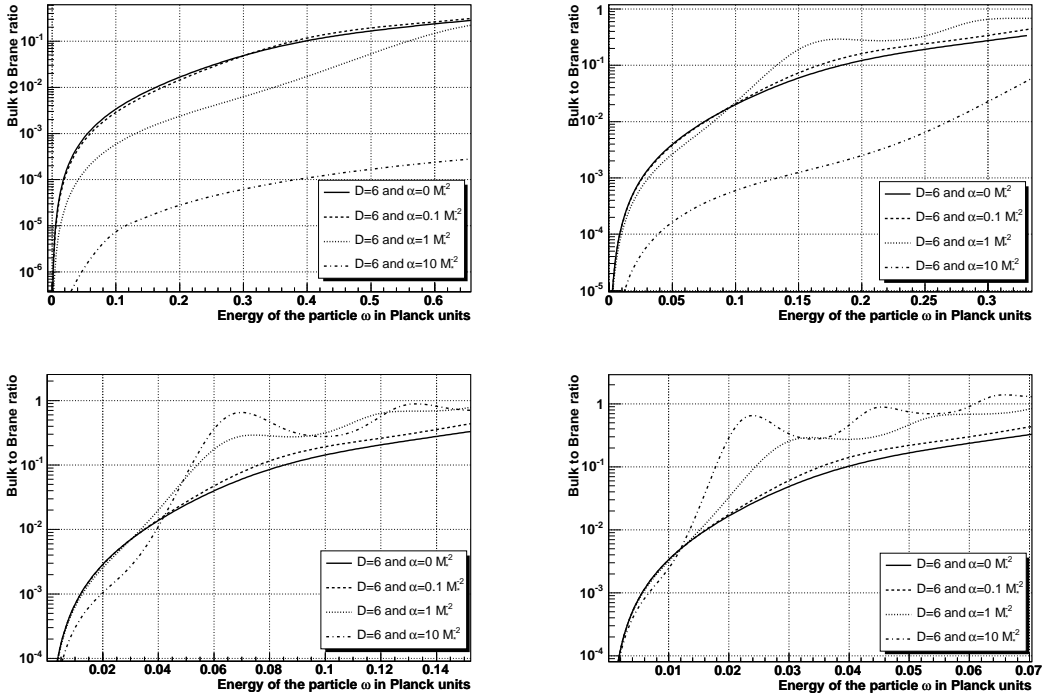 Bulk to Brane ratio
10⁻¹
10⁻²
10⁻³
10⁻⁴
10⁻⁵
10⁻⁶
D=6 and α=0 M*⁻²
D=6 and α=0.1 M*⁻²
D=6 and α=1 M*⁻²
D=6 and α=10 M*⁻²
0 0.1 0.2 0.3 0.4 0.5 0.6
Energy of the particle ω in Planck units
Bulk to Brane ratio
1
10⁻¹
10⁻²
10⁻³
10⁻⁴
10⁻⁵
D=6 and α=0 M*⁻²
D=6 and α=0.1 M*⁻²
D=6 and α=1 M*⁻²
D=6 and α=10 M*⁻²
0 0.05 0.1 0.15 0.2 0.25 0.3
Energy of the particle ω in Planck units
Bulk to Brane ratio
1
10⁻¹
10⁻²
10⁻³
10⁻⁴
D=6 and α=0 M*⁻²
D=6 and α=0.1 M*⁻²
D=6 and α=1 M*⁻²
D=6 and α=10 M*⁻²
0.02 0.04 0.06 0.08 0.1 0.12 0.14
Energy of the particle ω in Planck units
Bulk to Brane ratio
1
10⁻¹
10⁻²
10⁻³
10⁻⁴
D=6 and α=0 M*⁻²
D=6 and α=0.1 M*⁻²
D=6 and α=1 M*⁻²
D=6 and α=10 M*⁻²
0.01 0.02 0.03 0.04 0.05 0.06 0.07
Energy of the particle ω in Planck units